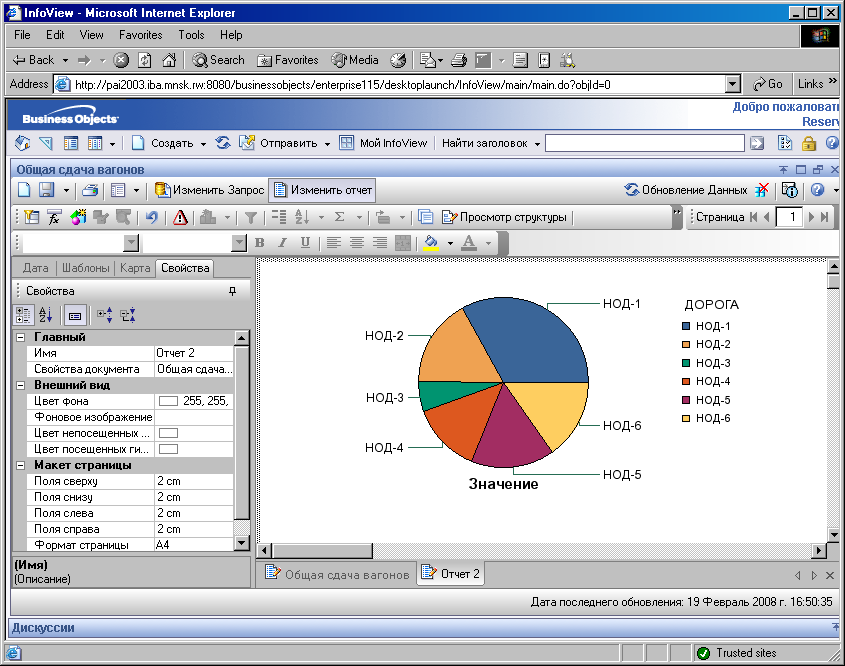 InfoView - Microsoft Internet Explorer
File Edit View Favorites Tools Help
Back Search Favorites Media
Address http://pai2003.iba.mnsk.rw:8080/businessobjects/enterprise115/desktoplaunch/InfoView/main/main.do?objId=0 Go Links »
Добро пожаловать
Business Objects Reserv
Создать Отправить Мой InfoView Найти заголовок
Общая сдача вагонов
Изменить Запрос Изменить отчет Обновление Данных
Просмотр структуры » Страница 1
B I U A
Дата Шаблоны Карта Свойства
Свойства
Главный
Имя Отчет 2
Свойства документа Общая сдача...
Внешний вид
Цвет фона 255, 255,
Фоновое изображение
Цвет непосещенных ...
Цвет посещенных ги...
Макет страницы
Поля сверху 2 cm
Поля снизу 2 cm
Поля слева 2 cm
Поля справа 2 cm
Формат страницы A4
(Имя)
(Описание)
НОД-1
НОД-2
НОД-3
НОД-4
НОД-6
НОД-5
Значение
ДОРОГА
НОД-1
НОД-2
НОД-3
НОД-4
НОД-5
НОД-6
Общая сдача вагонов Отчет 2
Дата последнего обновления: 19 Февраль 2008 г. 16:50:35
Дискуссии
Trusted sites